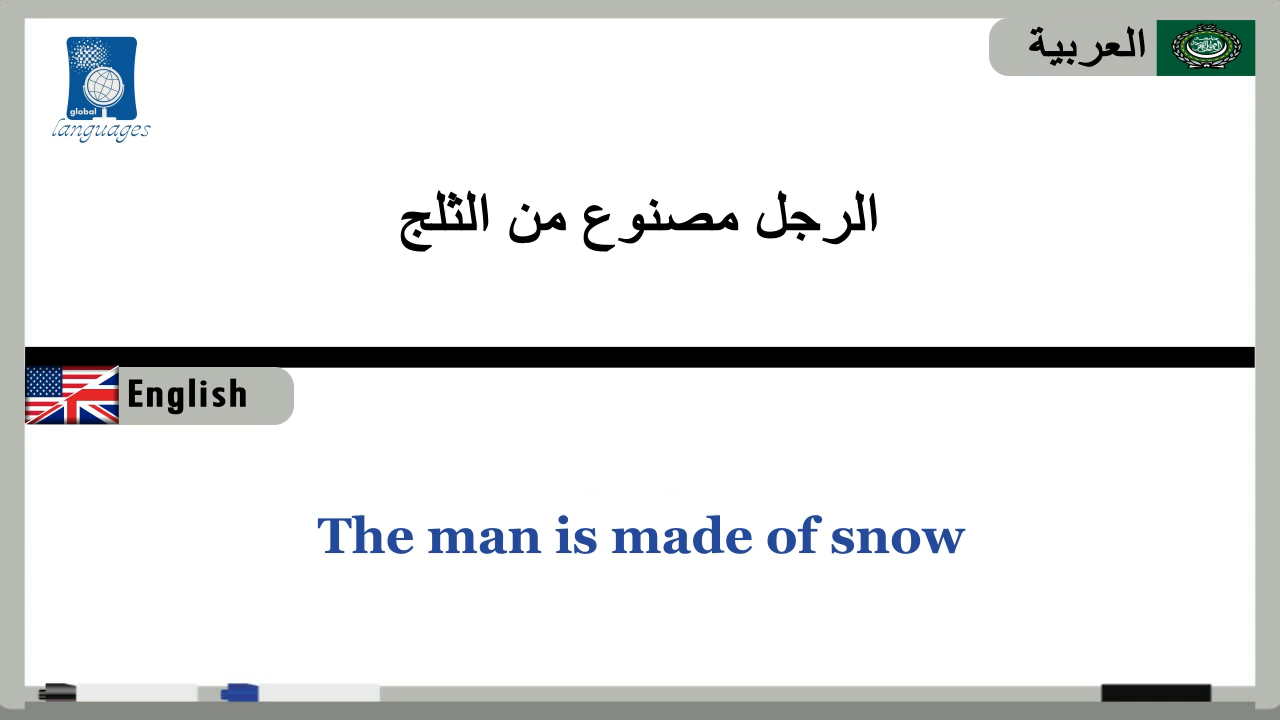 العربية
global
languages
الرجل مصنوع من الثلج
English
The man is made of snow